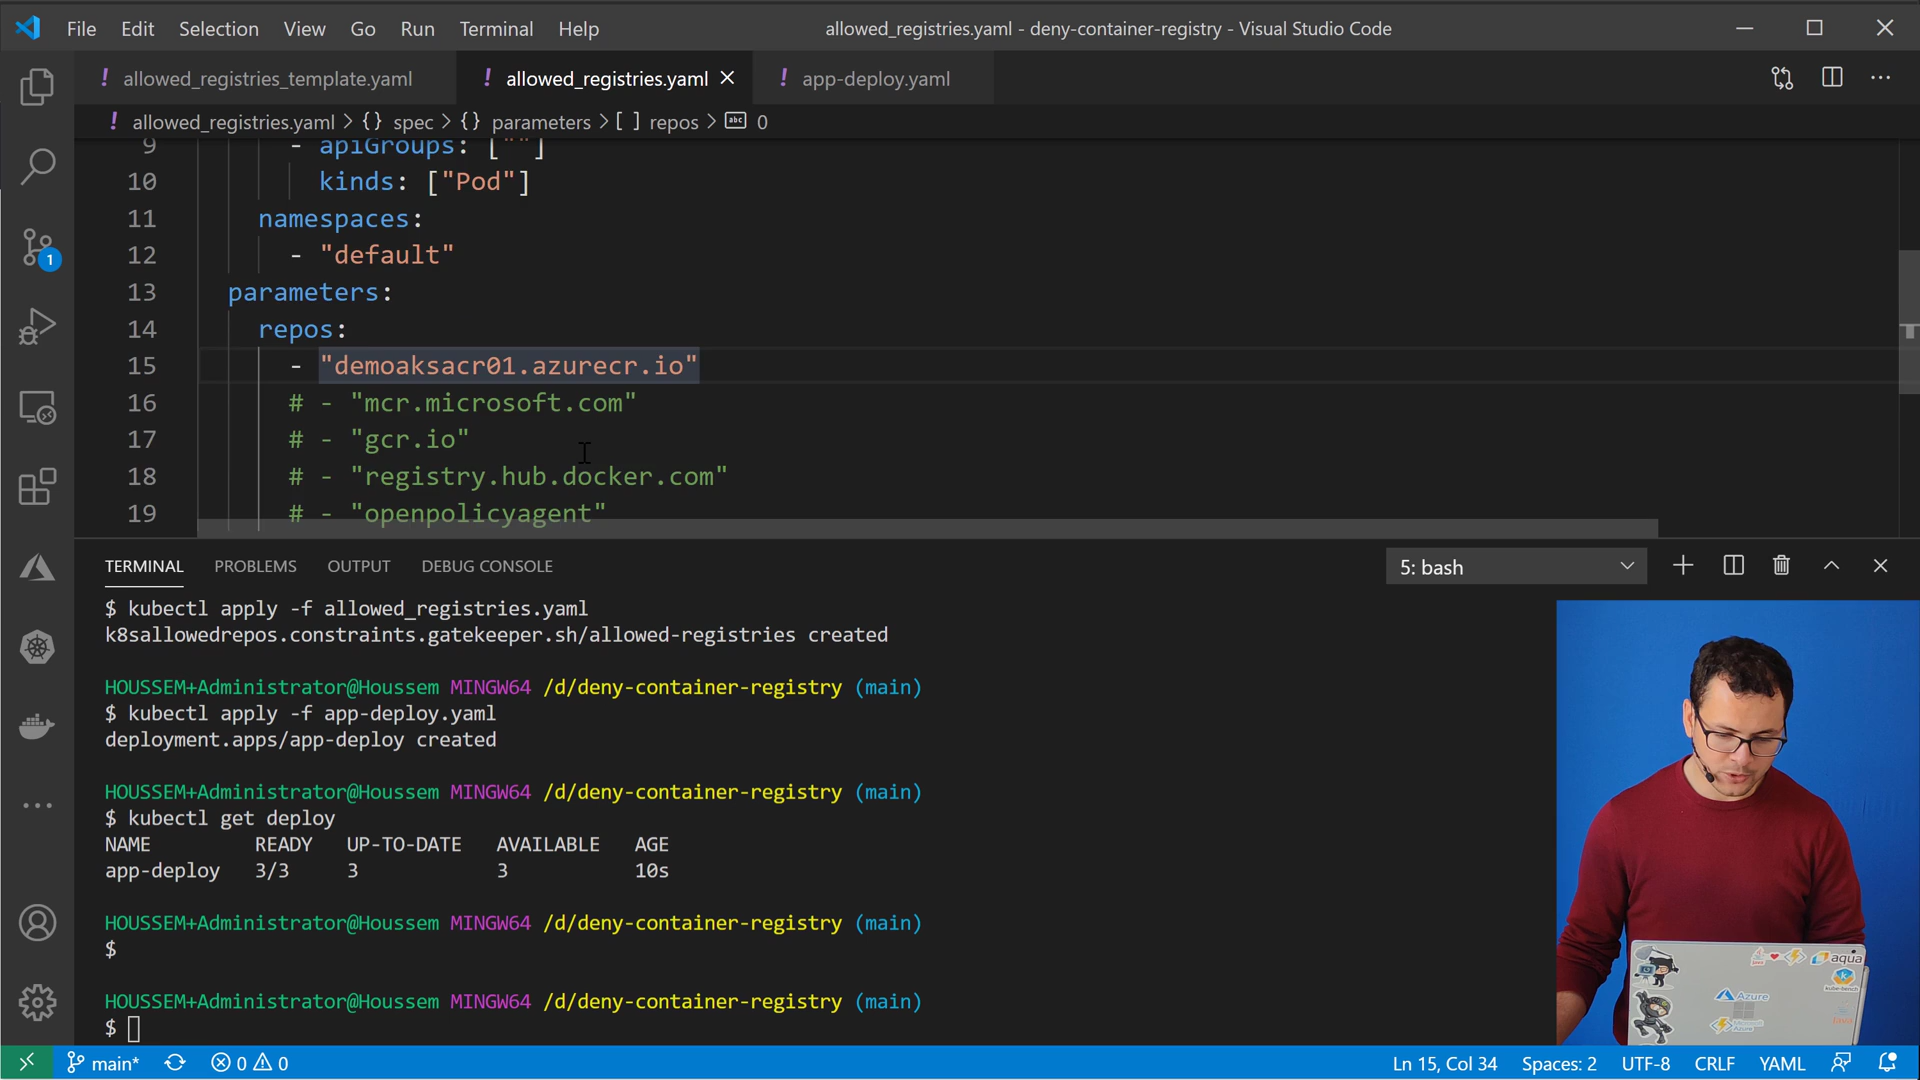 File Edit Selection View Go Run Terminal Help allowed_registries.yaml - deny-container-registry - Visual Studio Code
! allowed_registries_template.yaml ! allowed_registries.yaml ! app-deploy.yaml
! allowed_registries.yaml > {} spec > {} parameters > [ ] repos > abc 0
9 - apiGroups: [""]
10 kinds: ["Pod"]
11 namespaces:
12 - "default"
13 parameters:
14 repos:
15 - "demoaksacr01.azurecr.io"
16 # - "mcr.microsoft.com"
17 # - "gcr.io"
18 # - "registry.hub.docker.com"
19 # - "openpolicyagent"
1
TERMINAL PROBLEMS OUTPUT DEBUG CONSOLE 5: bash
$ kubectl apply -f allowed_registries.yaml
k8sallowedrepos.constraints.gatekeeper.sh/allowed-registries created
HOUSSEM+Administrator@Houssem MINGW64 /d/deny-container-registry (main)
$ kubectl apply -f app-deploy.yaml
deployment.apps/app-deploy created
HOUSSEM+Administrator@Houssem MINGW64 /d/deny-container-registry (main)
$ kubectl get deploy
NAME READY UP-TO-DATE AVAILABLE AGE
app-deploy 3/3 3 3 10s
HOUSSEM+Administrator@Houssem MINGW64 /d/deny-container-registry (main)
$
HOUSSEM+Administrator@Houssem MINGW64 /d/deny-container-registry (main)
$
aqua
kube-bench
Azure
main* 0 0 Ln 15, Col 34 Spaces: 2 UTF-8 CRLF YAML